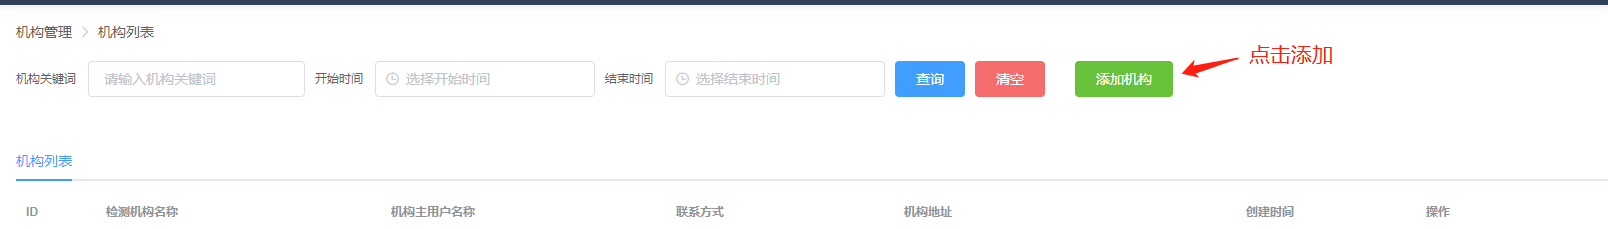 机构管理 > 机构列表
点击添加
机构关键词 请输入机构关键词 开始时间 选择开始时间 结束时间 选择结束时间 查询 清空 添加机构
机构列表
ID 检测机构名称 机构主用户名称 联系方式 机构地址 创建时间 操作